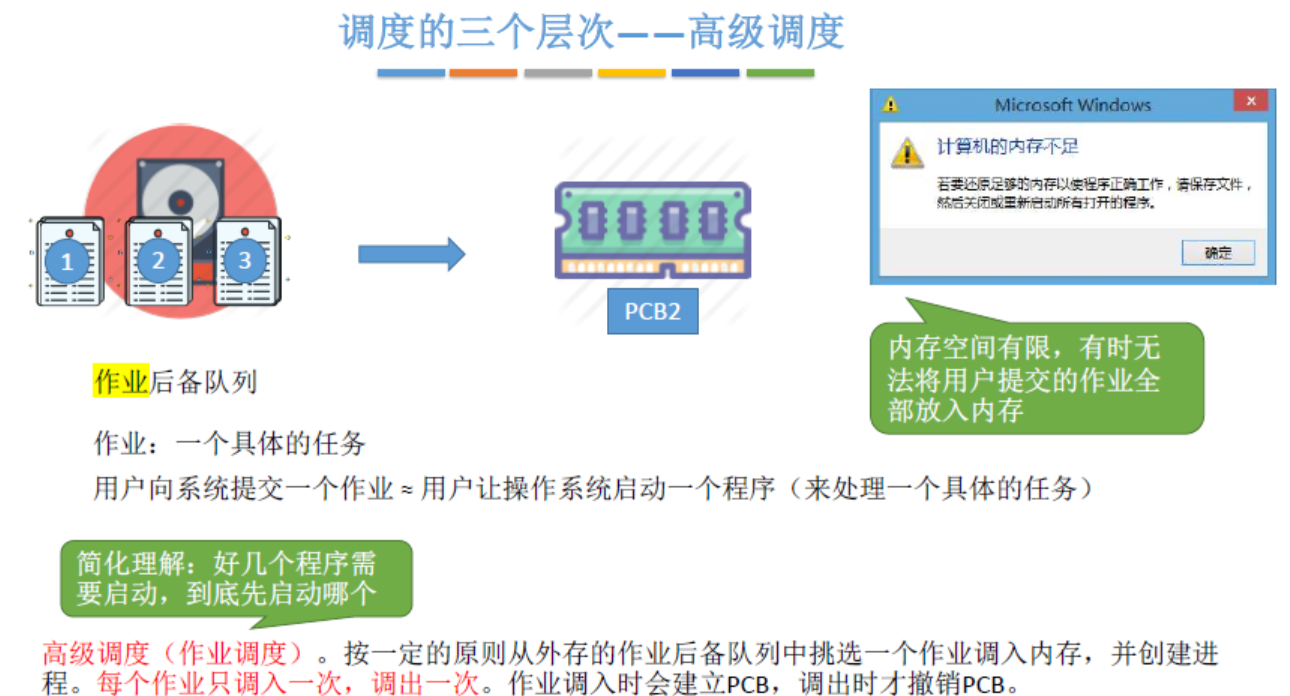 调度的三个层次——高级调度
Microsoft Windows
计算机的内存不足
若要还原足够的内存以使程序正确工作，请保存文件，
然后关闭或重新启动所有打开的程序。
确定
1
2
3
PCB2
内存空间有限，有时无
法将用户提交的作业全
部放入内存
作业后备队列
作业：一个具体的任务
用户向系统提交一个作业 ≈ 用户让操作系统启动一个程序（来处理一个具体的任务）
简化理解：好几个程序需
要启动，到底先启动哪个
高级调度（作业调度）。按一定的原则从外存的作业后备队列中挑选一个作业调入内存，并创建进
程。每个作业只调入一次，调出一次。作业调入时会建立PCB，调出时才撤销PCB。